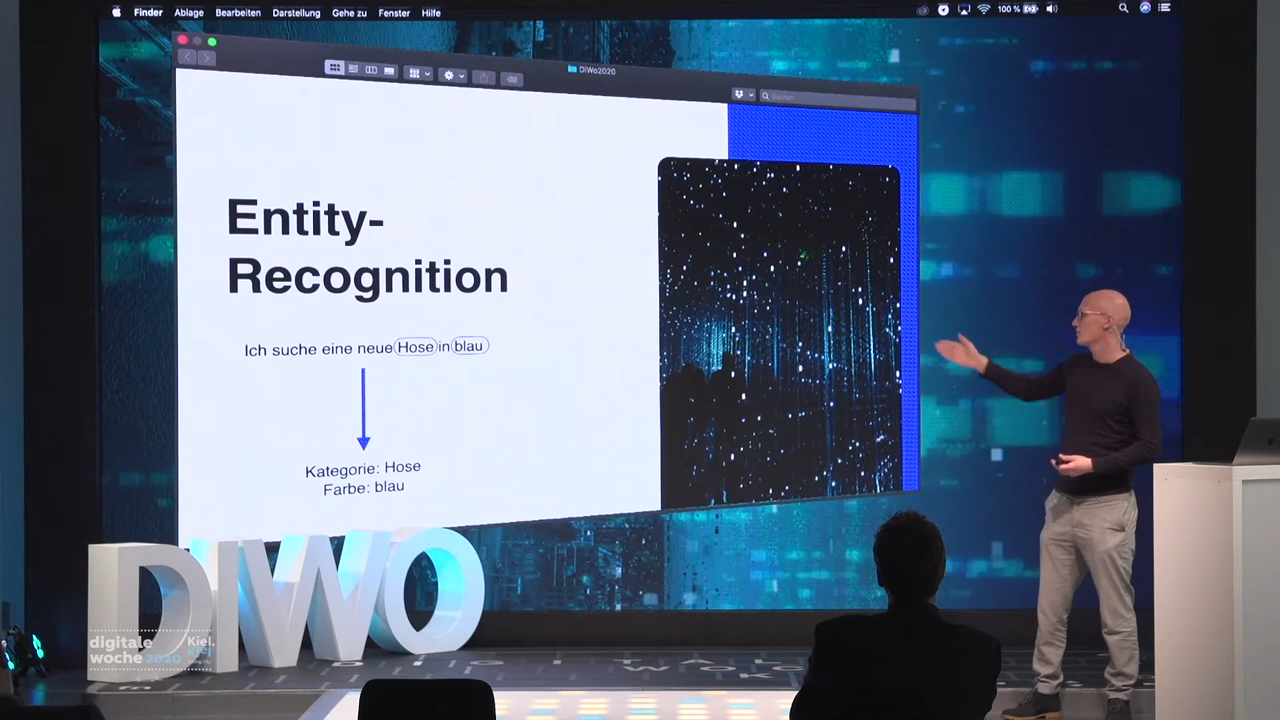 Finder Ablage Bearbeiten Darstellung Gehe zu Fenster Hilfe
100 %
DiWo2020
Suchen
Entity-
Recognition
Ich suche eine neue Hose in blau
Kategorie: Hose
Farbe: blau
DIWO
digitale
woche 2020
Kiel.